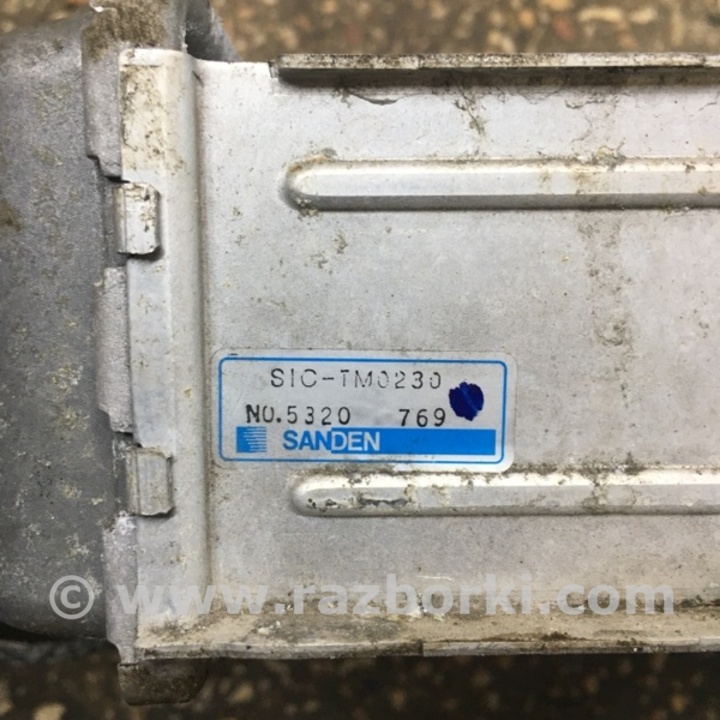 SIC-TM0230
NO.5320 769
SANDEN
© www.razborki.com